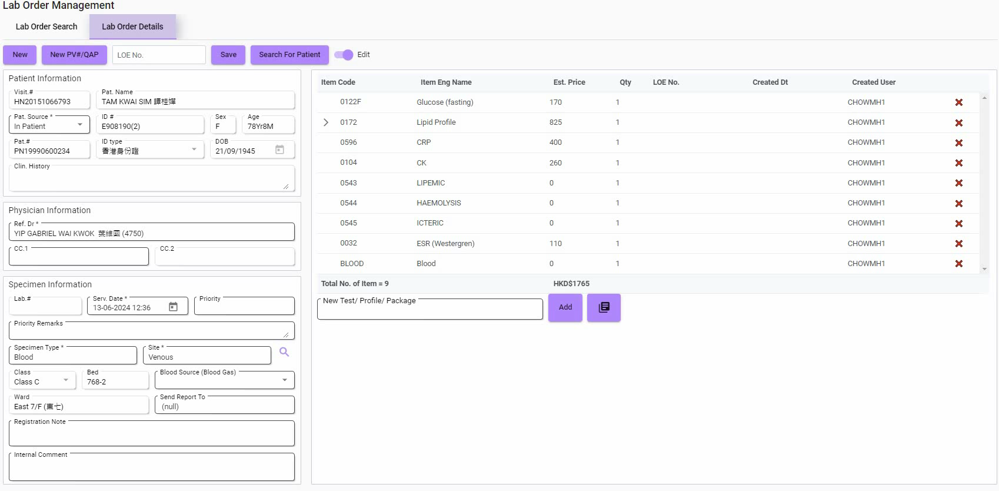 Lab Order Management
Lab Order Search
Lab Order Details
New
New PV#/QAP
LOE No.
Save
Search For Patient
Edit
Patient Information
Visit.#
HN20151066793
Pat. Name
TAM KWAI SIM 譚桂嬋
Pat. Source *
In Patient
ID #
E908190(2)
Sex
F
Age
78Yr8M
Pat.#
PN19990600234
ID type
香港身份證
DOB
21/09/1945
Clin. History
Physician Information
Ref. Dr *
YIP GABRIEL WAI KWOK 葉維國 (4750)
CC.1
CC.2
Specimen Information
Lab.#
Serv. Date *
13-06-2024 12:36
Priority
Priority Remarks
Specimen Type *
Blood
Site *
Venous
Class
Class C
Bed
768-2
Blood Source (Blood Gas)
Ward
East 7/F (東七)
Send Report To
(null)
Registration Note
Internal Comment
Item Code Item Eng Name Est. Price Qty LOE No. Created Dt Created User
0122F Glucose (fasting) 170 1 CHOWMH1
0172 Lipid Profile 825 1 CHOWMH1
0596 CRP 400 1 CHOWMH1
0104 CK 260 1 CHOWMH1
0543 LIPEMIC 0 1 CHOWMH1
0544 HAEMOLYSIS 0 1 CHOWMH1
0545 ICTERIC 0 1 CHOWMH1
0032 ESR (Westergren) 110 1 CHOWMH1
BLOOD Blood 0 1 CHOWMH1
Total No. of Item = 9 HKD$1765
New Test/ Profile/ Package
Add